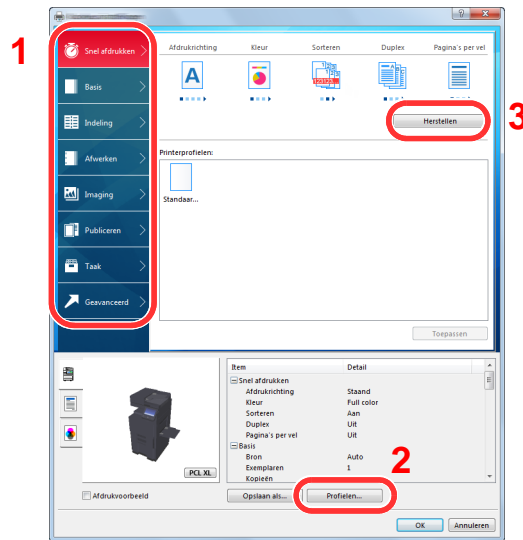 1
Snel afdrukken
Basis
Indeling
Afwerken
Imaging
Publiceren
Taak
Geavanceerd
Afdrukrichting Kleur Sorteren Duplex Pagina's per vel
A
123123
Herstellen
3
Printerprofielen:
Standaar...
Toepassen
Item Detail
Snel afdrukken
Afdrukrichting Staand
Kleur Full color
Sorteren Aan
Duplex Uit
Pagina's per vel Uit
Basis
Bron Auto
Exemplaren 1
Kopieën
2
PCL XL
Afdrukvoorbeeld
Opslaan als...
Profielen...
OK Annuleren